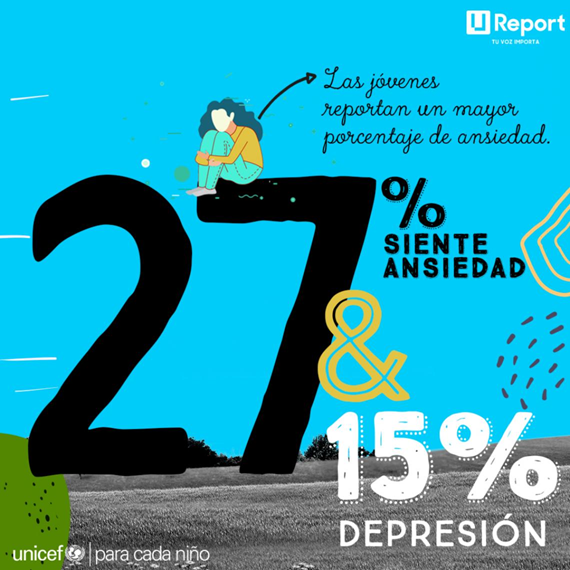 U Report
TU VOZ IMPORTA
Las jóvenes
reportan un mayor
porcentaje de ansiedad.
27%
SIENTE
ANSIEDAD
&
15%
DEPRESIÓN
unicef | para cada niño